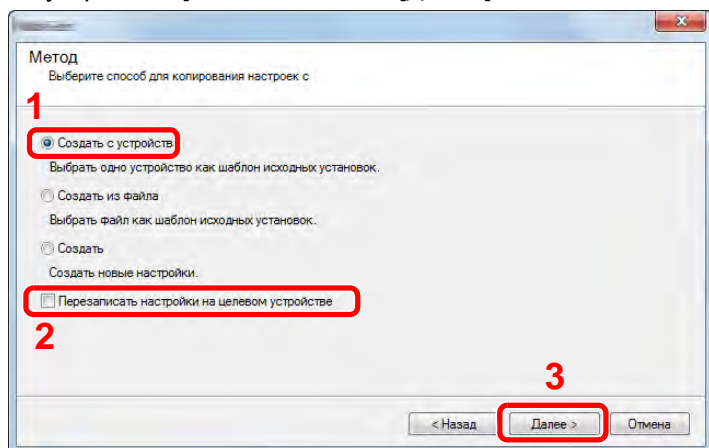 Метод
Выберите способ для копирования настроек с
1
Создать с устройств
Выбрать одно устройство как шаблон исходных установок.
Создать из файла
Выбрать файл как шаблон исходных установок.
Создать
Создать новые настройки.
Перезаписать настройки на целевом устройстве
2
3
< Назад Далее > Отмена